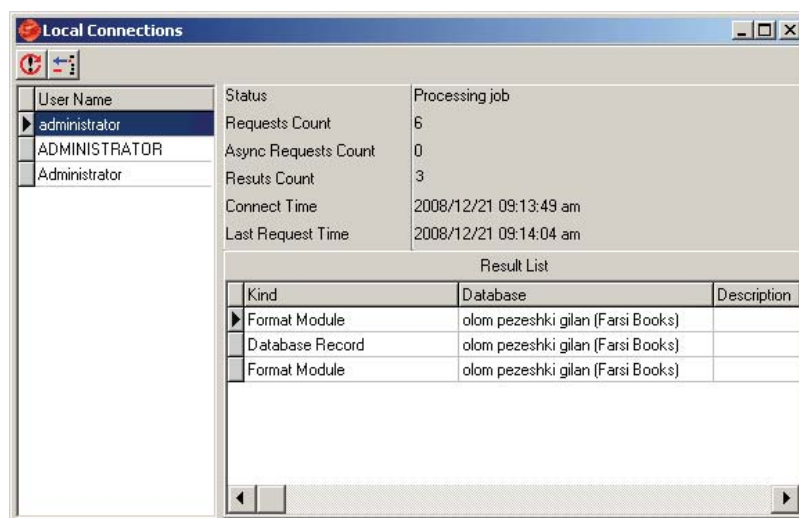 Local Connections
User Name
administrator
ADMINISTRATOR
Administrator
Status Processing job
Requests Count 6
Async Requests Count 0
Resuts Count 3
Connect Time 2008/12/21 09:13:49 am
Last Request Time 2008/12/21 09:14:04 am
Result List
Kind Database Description
Format Module olom pezeshki gilan (Farsi Books)
Database Record olom pezeshki gilan (Farsi Books)
Format Module olom pezeshki gilan (Farsi Books)